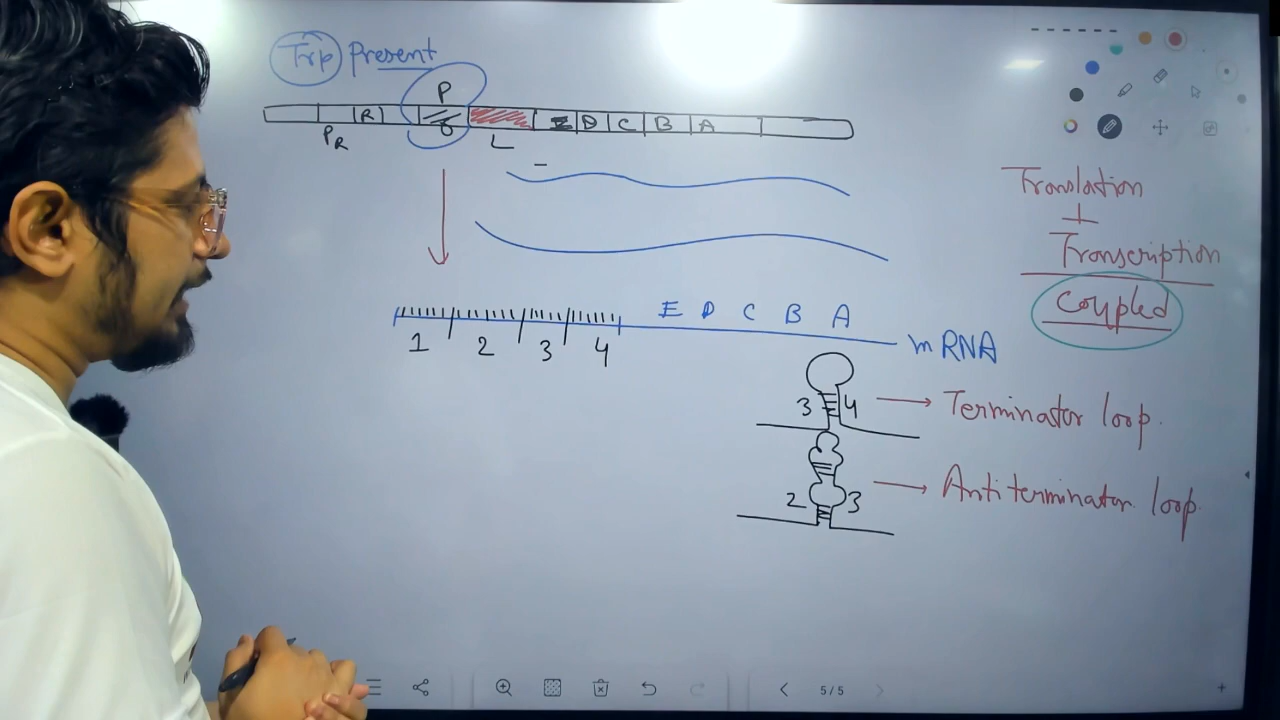 Trp Present
P
R O E D C B A
PR L
Translation
+
Transcription
Coupled
E D C B A
1 2 3 4
mRNA
3 4 → Terminator loop.
2 3 → Antiterminator loop.
5/5